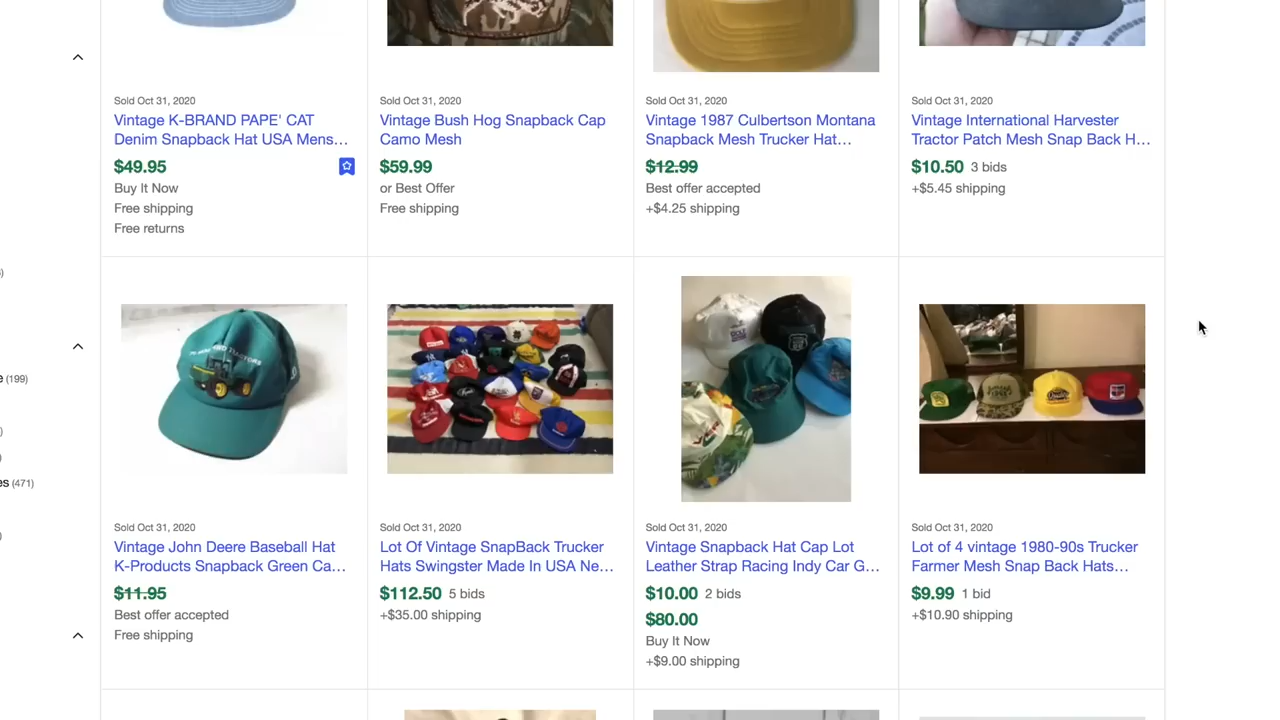 Sold Oct 31, 2020
Vintage K-BRAND PAPE' CAT
Denim Snapback Hat USA Mens...
$49.95
Buy It Now
Free shipping
Free returns
Sold Oct 31, 2020
Vintage Bush Hog Snapback Cap
Camo Mesh
$59.99
or Best Offer
Free shipping
Sold Oct 31, 2020
Vintage 1987 Culbertson Montana
Snapback Mesh Trucker Hat...
$12.99
Best offer accepted
+$4.25 shipping
Sold Oct 31, 2020
Vintage International Harvester
Tractor Patch Mesh Snap Back H...
$10.50 3 bids
+$5.45 shipping
e (199)
es (471)
Sold Oct 31, 2020
Vintage John Deere Baseball Hat
K-Products Snapback Green Ca...
$11.95
Best offer accepted
Free shipping
Sold Oct 31, 2020
Lot Of Vintage SnapBack Trucker
Hats Swingster Made In USA Ne...
$112.50 5 bids
+$35.00 shipping
Sold Oct 31, 2020
Vintage Snapback Hat Cap Lot
Leather Strap Racing Indy Car G...
$10.00 2 bids
$80.00
Buy It Now
+$9.00 shipping
Sold Oct 31, 2020
Lot of 4 vintage 1980-90s Trucker
Farmer Mesh Snap Back Hats...
$9.99 1 bid
+$10.90 shipping